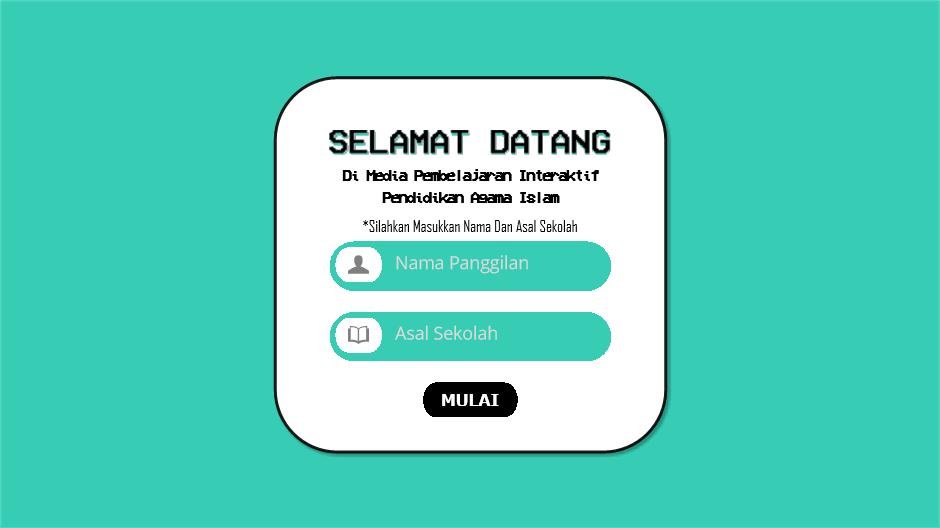 SELAMAT DATANG
Di Media Pembelajaran Interaktif
Pendidikan Agama Islam
*Silahkan Masukkan Nama Dan Asal Sekolah
Nama Panggilan
Asal Sekolah
MULAI